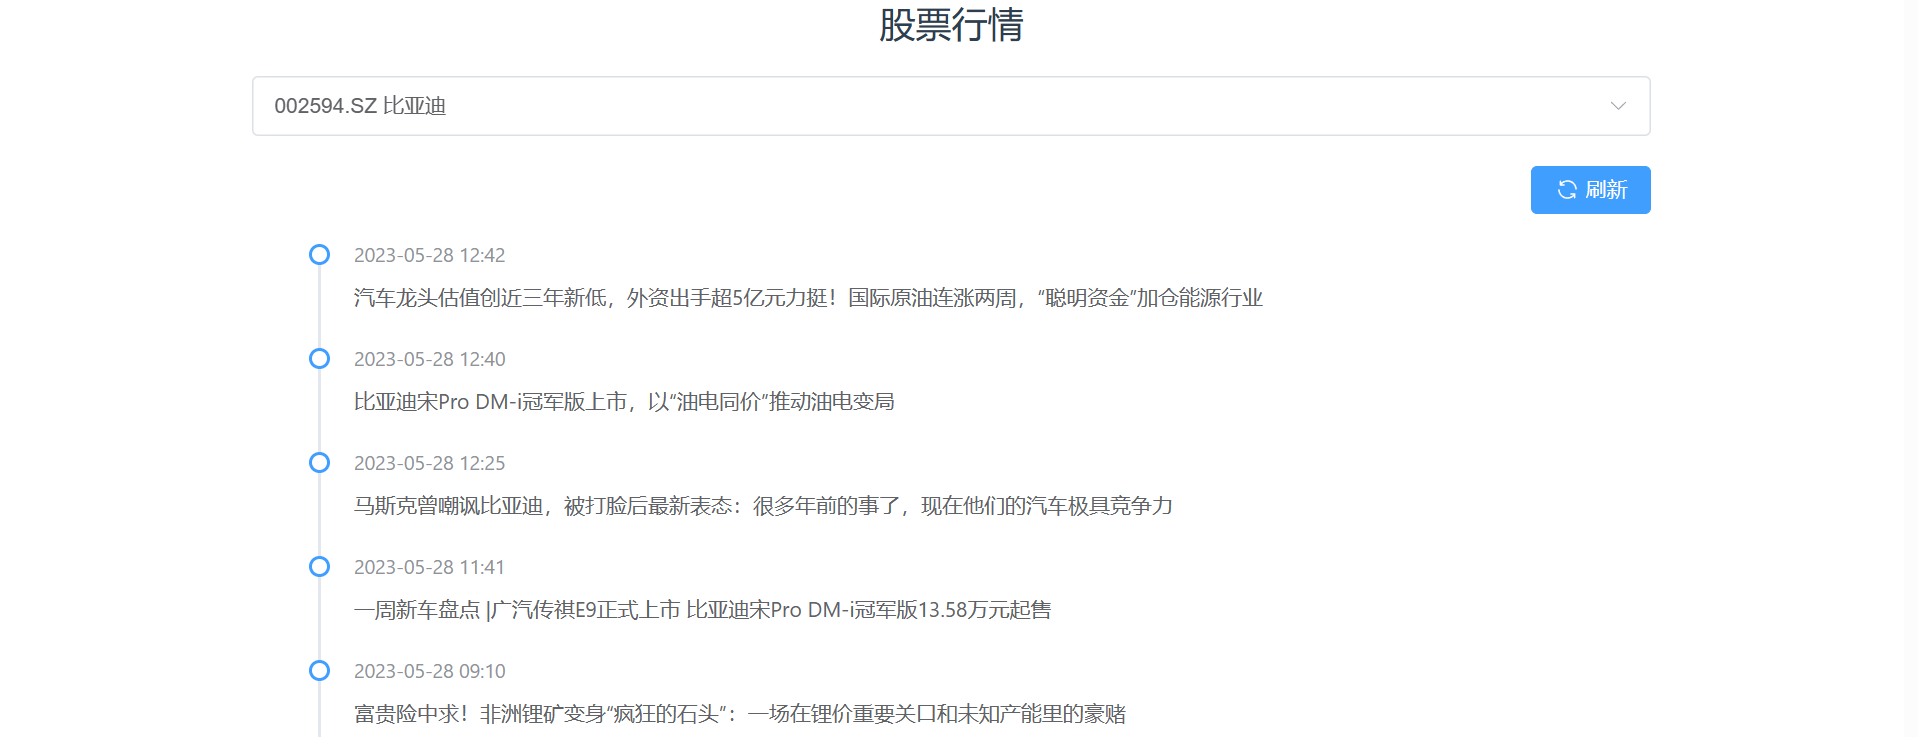 股票行情
002594.SZ 比亚迪
刷新
2023-05-28 12:42
汽车龙头估值创近三年新低，外资出手超5亿元力挺！国际原油连涨两周，“聪明资金”加仓能源行业
2023-05-28 12:40
比亚迪宋Pro DM-i冠军版上市，以“油电同价”推动油电变局
2023-05-28 12:25
马斯克曾嘲讽比亚迪，被打脸后最新表态：很多年前的事了，现在他们的汽车极具竞争力
2023-05-28 11:41
一周新车盘点 |广汽传祺E9正式上市 比亚迪宋Pro DM-i冠军版13.58万元起售
2023-05-28 09:10
富贵险中求！非洲锂矿变身“疯狂的石头”：一场在锂价重要关口和未知产能里的豪赌